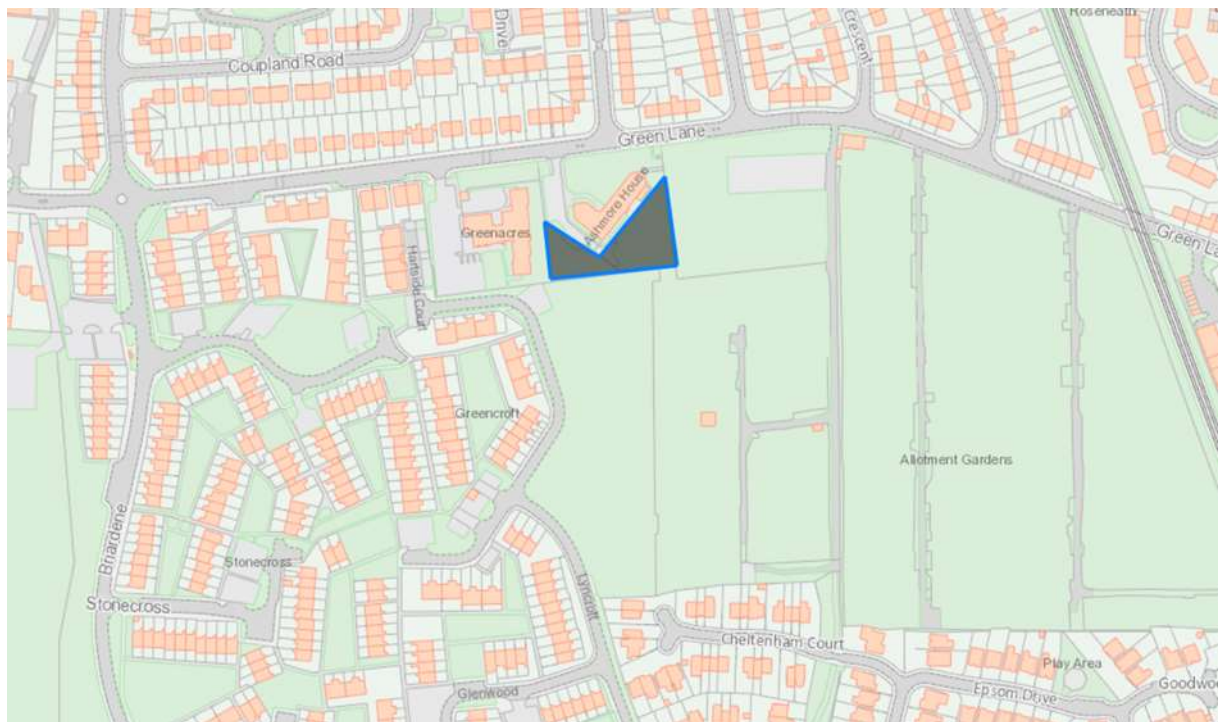 Drive
Roseneath
Coupland Road
Crescent
Green Lane
Ashmore House
Greenacres
Green La
Hartside Court
Greencroft
Allotment Gardens
Briardene
Stonecross
Stonecross
Lyncroft
Cheltenham Court
Play Area
Goodwo
Epsom Drive
Glenwood